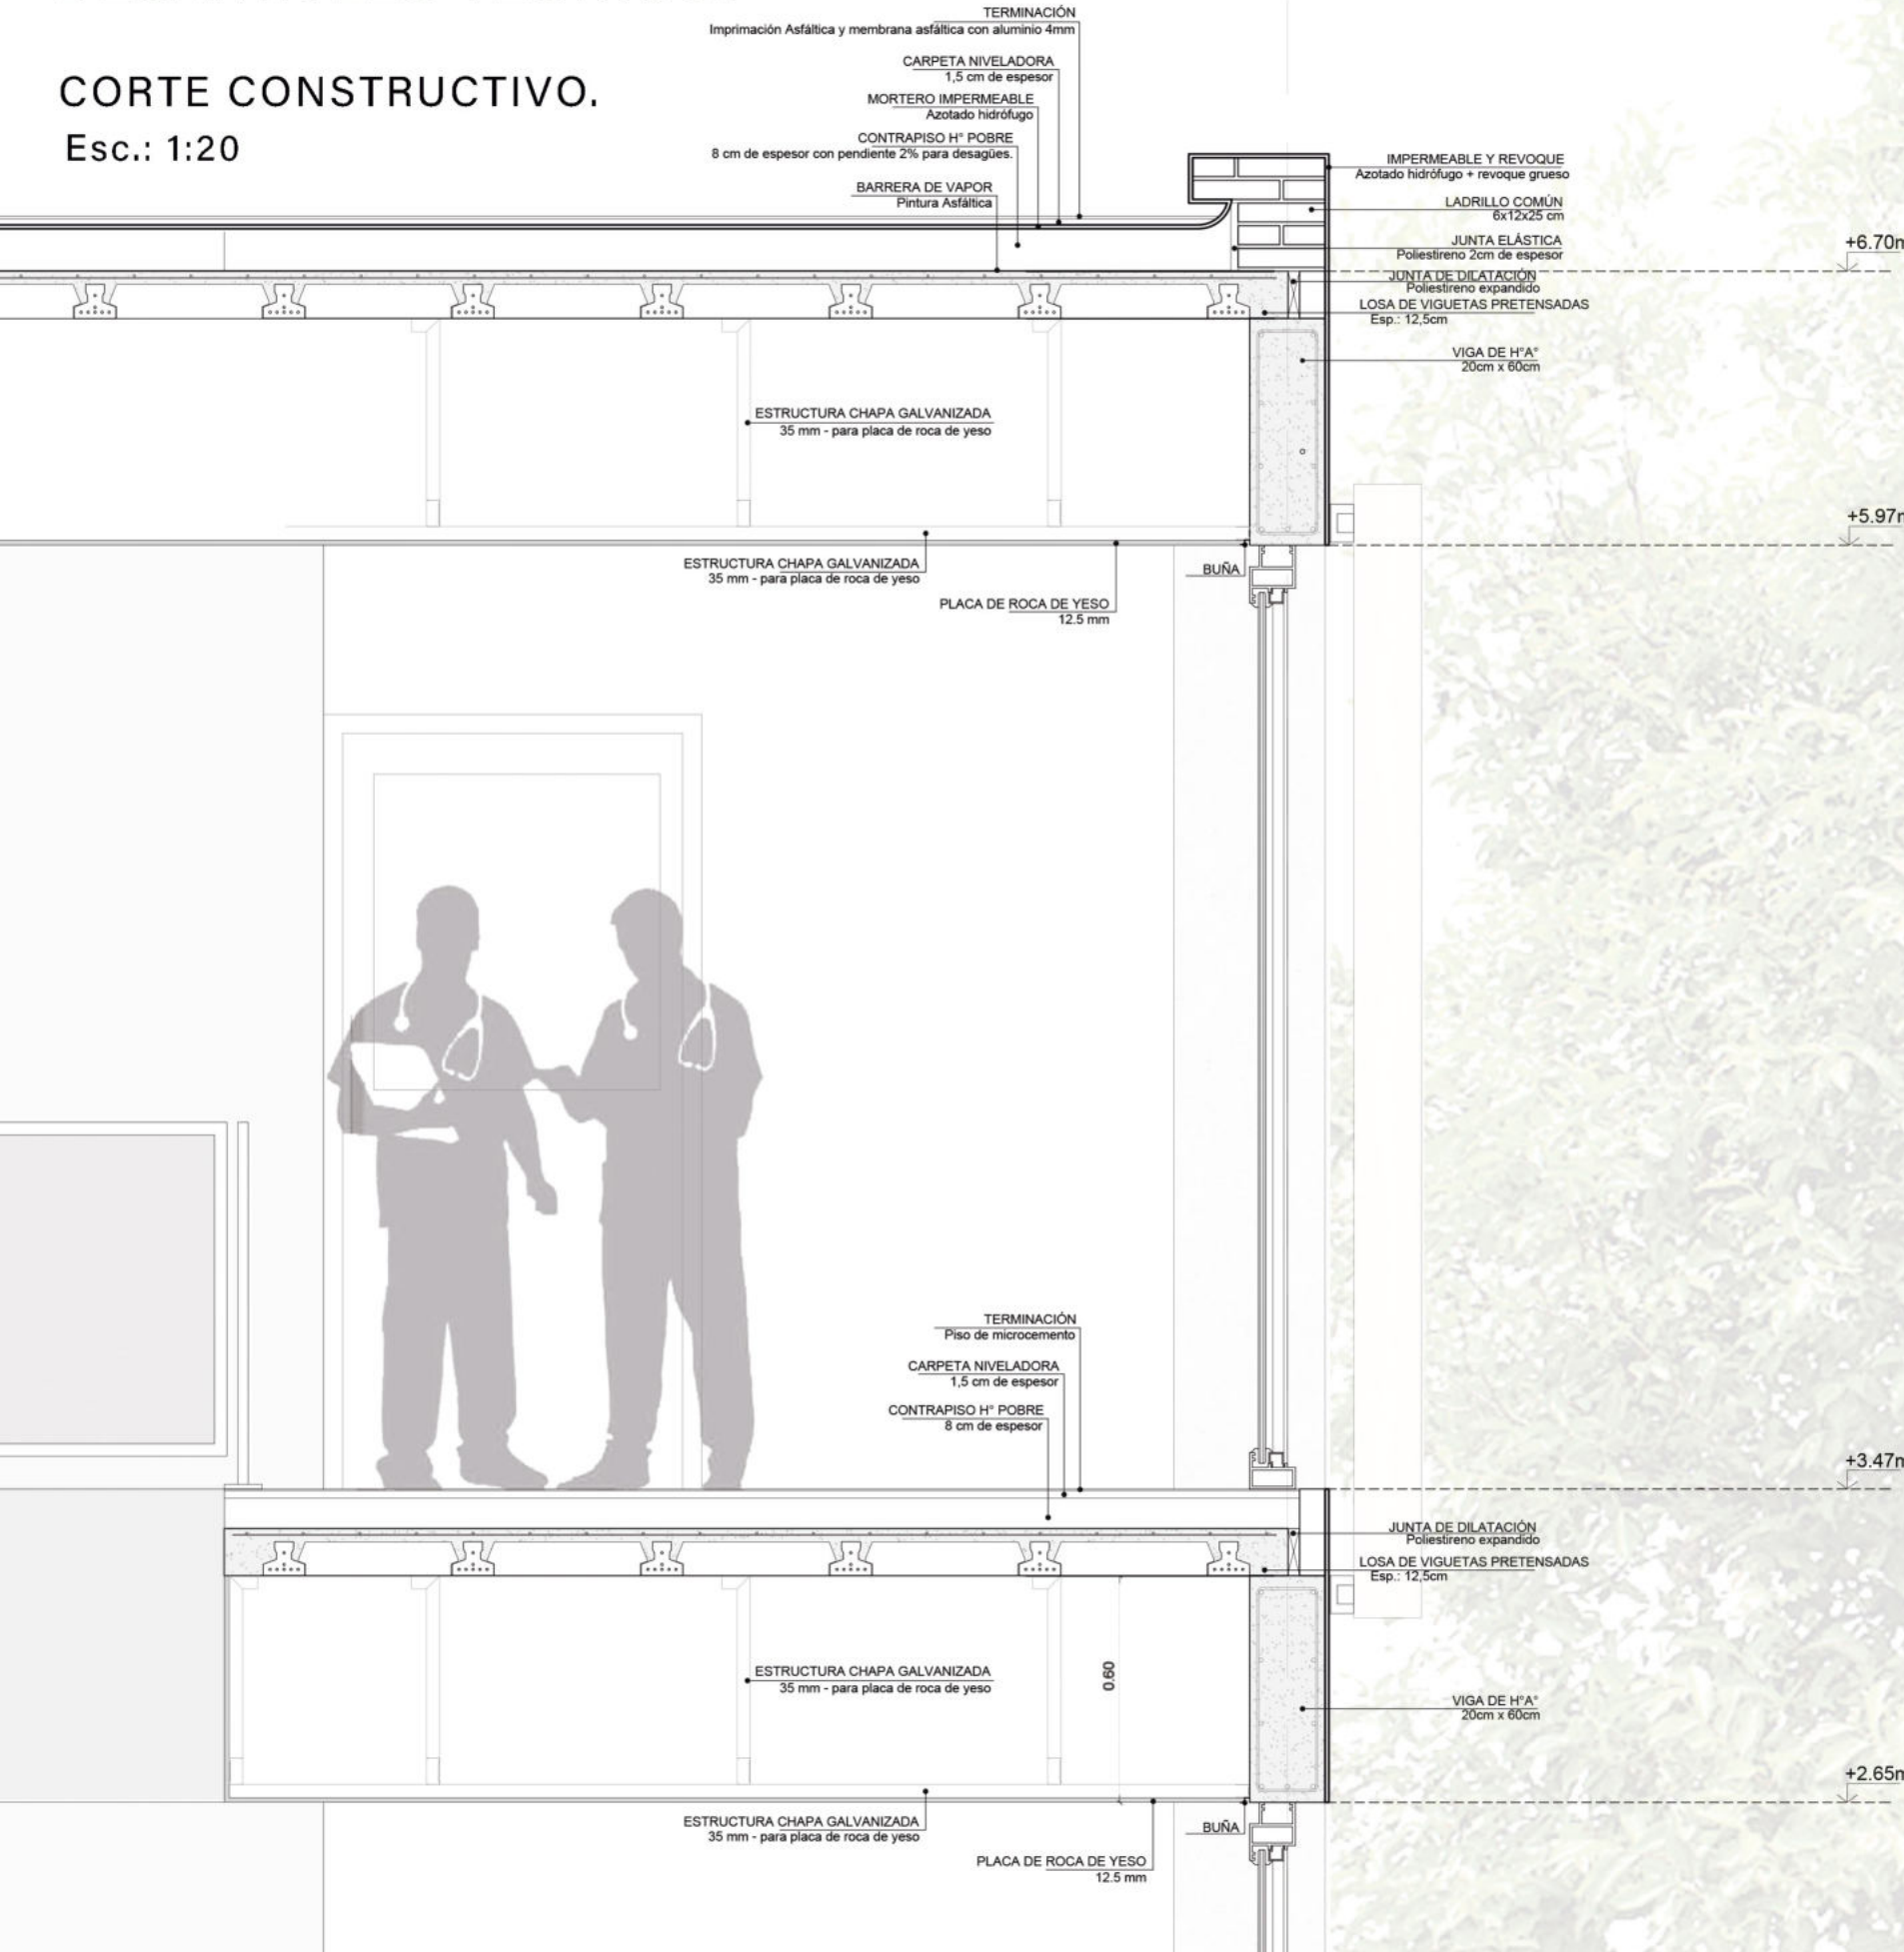 CORTE CONSTRUCTIVO.
Esc.: 1:20
TERMINACIÓN
Imprimación Asfáltica y membrana asfáltica con aluminio 4mm
CARPETA NIVELADORA
1,5 cm de espesor
MORTERO IMPERMEABLE
Azotado hidrófugo
CONTRAPISO H° POBRE
8 cm de espesor con pendiente 2% para desagües.
BARRERA DE VAPOR
Pintura Asfáltica
IMPERMEABLE Y REVOQUE
Azotado hidrófugo + revoque grueso
LADRILLO COMÚN
6x12x25 cm
JUNTA ELÁSTICA
Poliestireno 2cm de espesor
+6.70m
JUNTA DE DILATACIÓN
Poliestireno expandido
LOSA DE VIGUETAS PRETENSADAS
Esp.: 12,5cm
VIGA DE H°A°
20cm x 60cm
ESTRUCTURA CHAPA GALVANIZADA
35 mm - para placa de roca de yeso
+5.97m
ESTRUCTURA CHAPA GALVANIZADA
35 mm - para placa de roca de yeso
BUÑA
PLACA DE ROCA DE YESO
12.5 mm
TERMINACIÓN
Piso de microcemento
CARPETA NIVELADORA
1,5 cm de espesor
CONTRAPISO H° POBRE
8 cm de espesor
+3.47m
JUNTA DE DILATACIÓN
Poliestireno expandido
LOSA DE VIGUETAS PRETENSADAS
Esp.: 12,5cm
ESTRUCTURA CHAPA GALVANIZADA
35 mm - para placa de roca de yeso
0.60
VIGA DE H°A°
20cm x 60cm
+2.65m
ESTRUCTURA CHAPA GALVANIZADA
35 mm - para placa de roca de yeso
BUÑA
PLACA DE ROCA DE YESO
12.5 mm